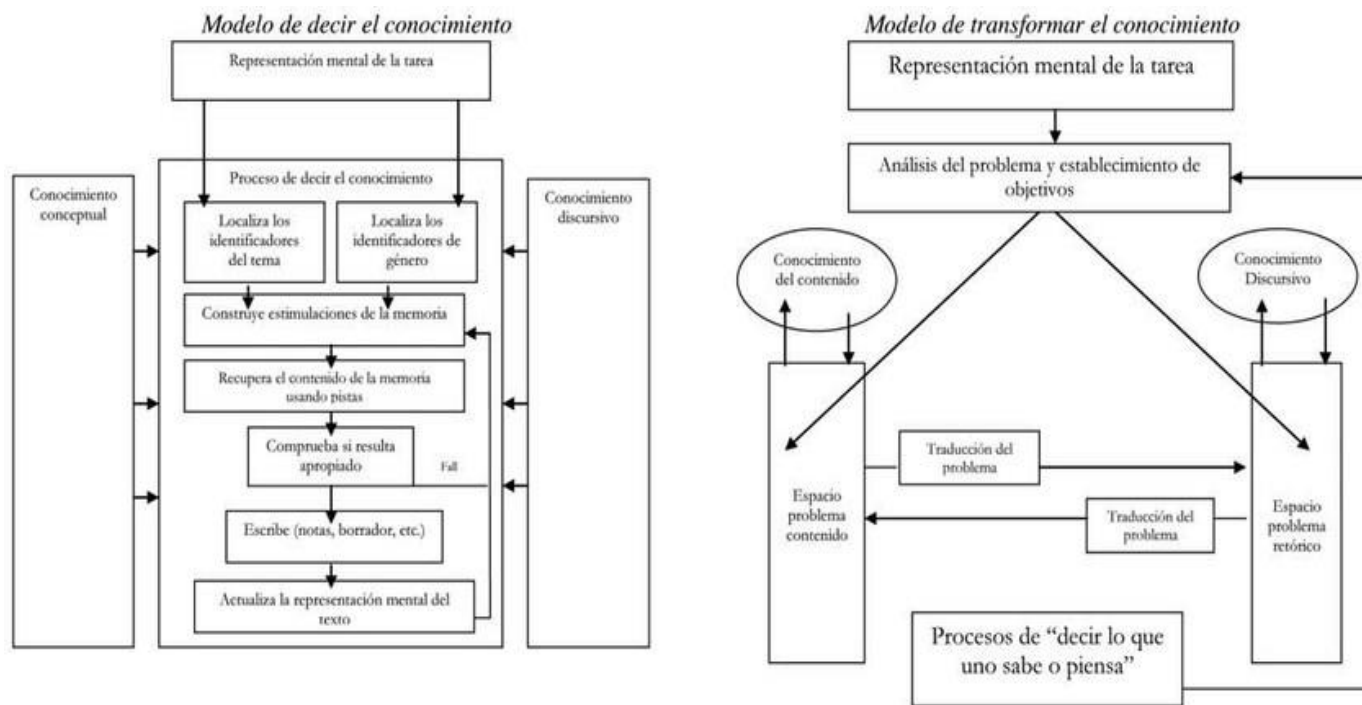 Modelo de decir el conocimiento
Representación mental de la tarea
Conocimiento
conceptual
Proceso de decir el conocimiento
Localiza los
identificadores
del tema
Localiza los
identificadores de
género
Construye estimulaciones de la memoria
Recupera el contenido de la memoria
usando pistas
Comprueba si resulta
apropiado
Fall
Escribe (notas, borrador, etc.)
Actualiza la representación mental del
texto
Conocimiento
discursivo
Modelo de transformar el conocimiento
Representación mental de la tarea
Análisis del problema y establecimiento de
objetivos
Conocimiento
del contenido
Conocimiento
Discursivo
Traducción del
problema
Espacio
problema
contenido
Traducción del
problema
Espacio
problema
retórico
Procesos de “decir lo que
uno sabe o piensa”